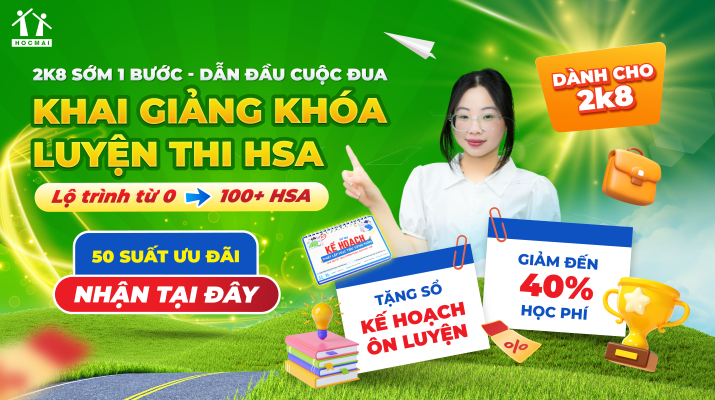 HOCMAI
2K8 SỚM 1 BƯỚC - DẪN ĐẦU CUỘC ĐUA
KHAI GIẢNG KHÓA
LUYỆN THI HSA
Lộ trình từ 0 100+ HSA
50 SUẤT ƯU ĐÃI
NHẬN TẠI ĐÂY
DÀNH CHO
2k8
KẾ HOẠCH
TẶNG SỔ
KẾ HOẠCH
ÔN LUYỆN
GIẢM ĐẾN
40%
HỌC PHÍ
%